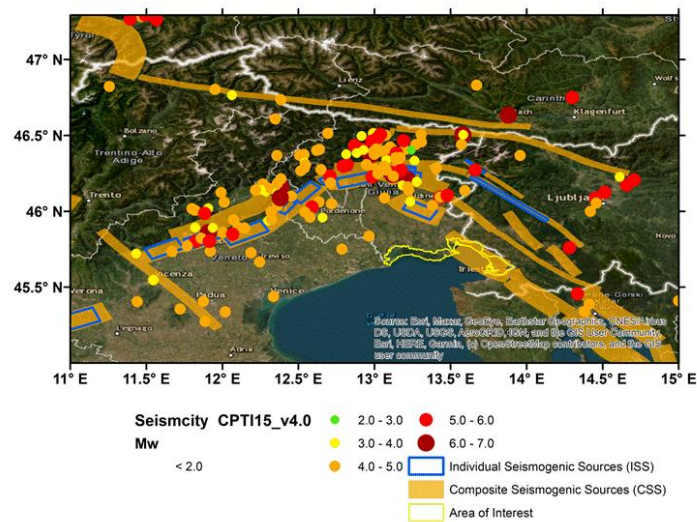 47° N
46.5° N
46° N
45.5° N
Tyrol
Lienz
Wolfs
Carinth
ach
Klagenfurt
Bolzano
Trentino-Alto
Adige
Trento
Giulia
Ljublja
Pordenone
Veneto
Treviso
Trieste
Vicenza
Verona
Padua
Venice
Legnago
Adria
Source: Esri, Maxar, GeoEye, Earthstar Geographics, CNES/Airbus
DS, USDA, USGS, AeroGRID, IGN, and the GIS User Community,
Esri, HERE, Garmin, (c) OpenStreetMap contributors, and the GIS
user community
11° E 11.5° E 12° E 12.5° E 13° E 13.5° E 14° E 14.5° E 15° E
Seismcity CPTI15_v4.0
Mw
< 2.0
2.0 - 3.0
3.0 - 4.0
4.0 - 5.0
5.0 - 6.0
6.0 - 7.0
Individual Seismogenic Sources (ISS)
Composite Seismogenic Sources (CSS)
Area of Interest